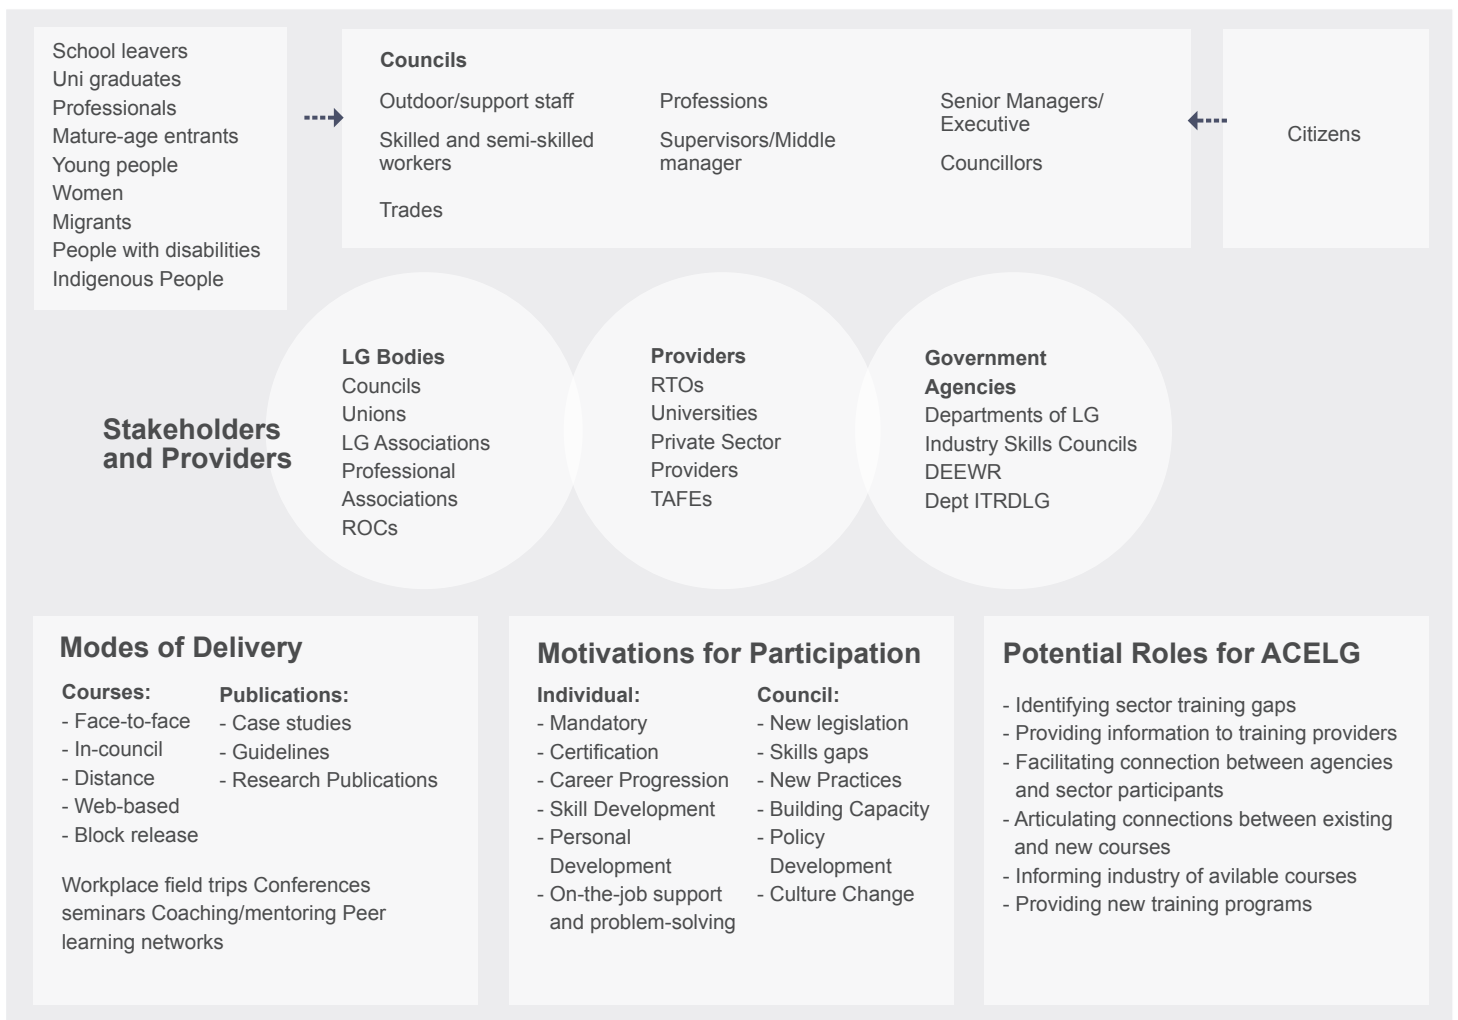 School leavers
Uni graduates
Professionals
Mature-age entrants
Young people
Women
Migrants
People with disabilities
Indigenous People
Councils
Outdoor/support staff
Skilled and semi-skilled
workers
Trades
Professions
Supervisors/Middle
manager
Senior Managers/
Executive
Councillors
Citizens
Stakeholders
and Providers
LG Bodies
Councils
Unions
LG Associations
Professional
Associations
ROCs
Providers
RTOs
Universities
Private Sector
Providers
TAFEs
Government
Agencies
Departments of LG
Industry Skills Councils
DEEWR
Dept ITRDLG
Modes of Delivery
Courses:
- Face-to-face
- In-council
- Distance
- Web-based
- Block release
Publications:
- Case studies
- Guidelines
- Research Publications
Workplace field trips Conferences
seminars Coaching/mentoring Peer
learning networks
Motivations for Participation
Individual:
- Mandatory
- Certification
- Career Progression
- Skill Development
- Personal
Development
- On-the-job support
and problem-solving
Council:
- New legislation
- Skills gaps
- New Practices
- Building Capacity
- Policy
Development
- Culture Change
Potential Roles for ACELG
- Identifying sector training gaps
- Providing information to training providers
- Facilitating connection between agencies
and sector participants
- Articulating connections between existing
and new courses
- Informing industry of avilable courses
- Providing new training programs